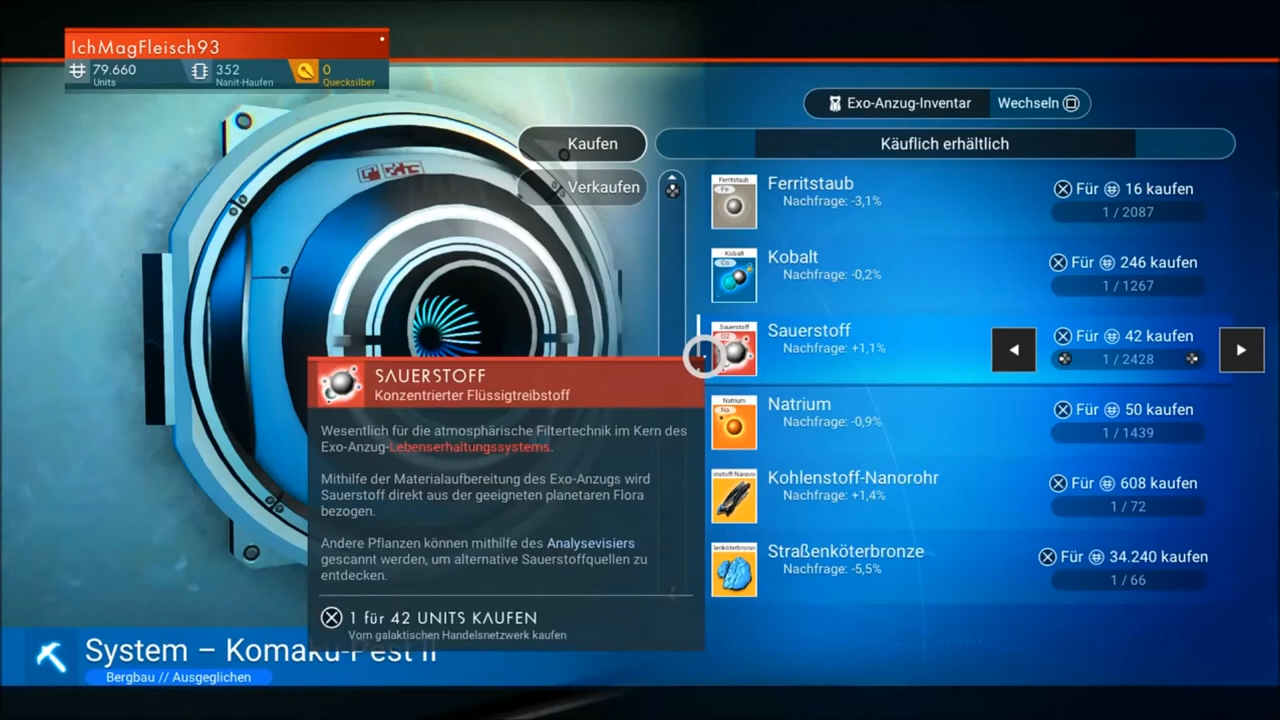 IchMagFleisch93
79.660
Units
352
Nanit-Haufen
0
Quecksilber
Exo-Anzug-Inventar
Wechseln
Kaufen
Verkaufen
Käuflich erhältlich
Ferritstaub
Fe
Ferritstaub
Nachfrage: -3,1%
Für 16 kaufen
1 / 2087
Kobalt
Co
Kobalt
Nachfrage: -0,2%
Für 246 kaufen
1 / 1267
Sauerstoff
O2
Sauerstoff
Nachfrage: +1,1%
Für 42 kaufen
1 / 2428
Natrium
Na
Natrium
Nachfrage: -0,9%
Für 50 kaufen
1 / 1439
Kohlenstoff-Nanorohr
Nachfrage: +1,4%
Für 608 kaufen
1 / 72
Straßenköterbronze
Nachfrage: -5,5%
Für 34.240 kaufen
1 / 66
SAUERSTOFF
Konzentrierter Flüssigtreibstoff
Wesentlich für die atmosphärische Filtertechnik im Kern des
Exo-Anzug-Lebenserhaltungssystems.
Mithilfe der Materialaufbereitung des Exo-Anzugs wird
Sauerstoff direkt aus der geeigneten planetaren Flora
bezogen.
Andere Pflanzen können mithilfe des Analysevisiers
gescannt werden, um alternative Sauerstoffquellen zu
entdecken.
1 für 42 UNITS KAUFEN
Vom galaktischen Handelsnetzwerk kaufen
System – Komaku-Pest II
Bergbau // Ausgeglichen